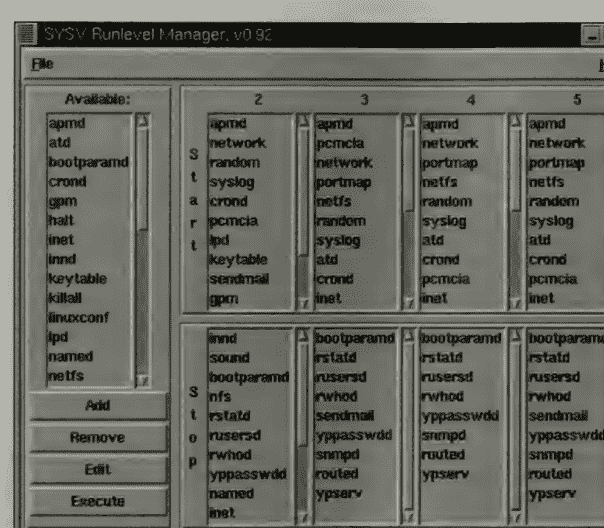 SYSV Runlevel Manager, v0.92
File
Available:
apmd
atd
bootparamd
crond
gpm
halt
inet
innd
keytable
killall
linuxconf
lpd
named
netfs
Add
Remove
Edit
Execute
2
3
4
5
Start
apmd
network
random
syslog
crond
pcmcia
lpd
keytable
sendmail
gpm
apmd
pcmcia
network
portmap
netfs
random
syslog
atd
crond
inet
apmd
network
portmap
netfs
random
syslog
atd
crond
pcmcia
inet
apmd
network
portmap
netfs
random
syslog
atd
crond
pcmcia
inet
Stop
innd
sound
bootparamd
nfs
rstatd
rusersd
rwhod
yppasswdd
named
inet
bootparamd
rstatd
rusersd
rwhod
sendmail
yppasswdd
snmpd
routed
ypserv
bootparamd
rstatd
rusersd
rwhod
yppasswdd
snmpd
routed
ypserv
bootparamd
rstatd
rusersd
rwhod
sendmail
yppasswdd
snmpd
routed
ypserv